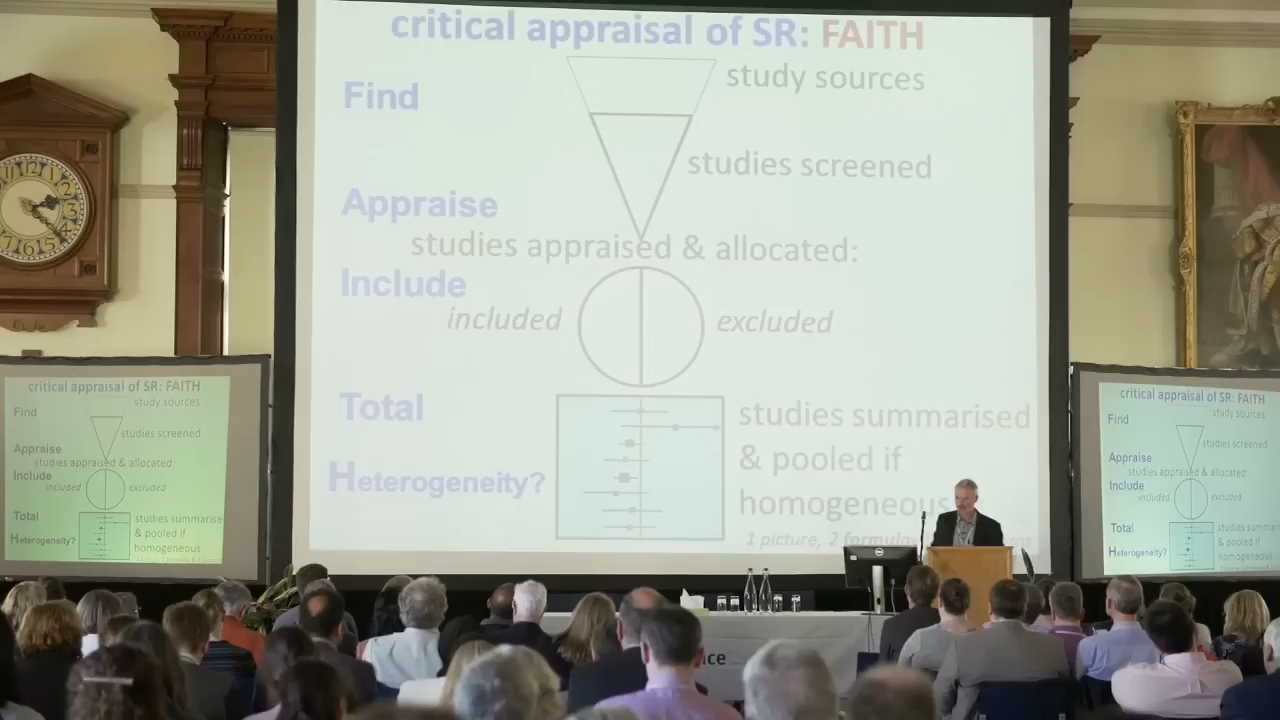 critical appraisal of SR: FAITH
study sources
Find
studies screened
Appraise
studies appraised & allocated:
Include
included
excluded
Total
studies summarised
& pooled if
Heterogeneity?
homogeneous
1 picture, 2
critical appraisal of SR: FAITH
study sources
Find
studies screened
Appraise
studies appraised & allocated:
Include
included
excluded
Total
studies summarise
& pooled if
Heterogeneity?
homogeneous
critical appraisal of SR: FAITH
study sources
Find
studies screened
Appraise
studies appraised & allocated:
Include
included
excluded
Total
studies summar
& pooled if
Heterogeneity?
homogeneous
DELL
ice